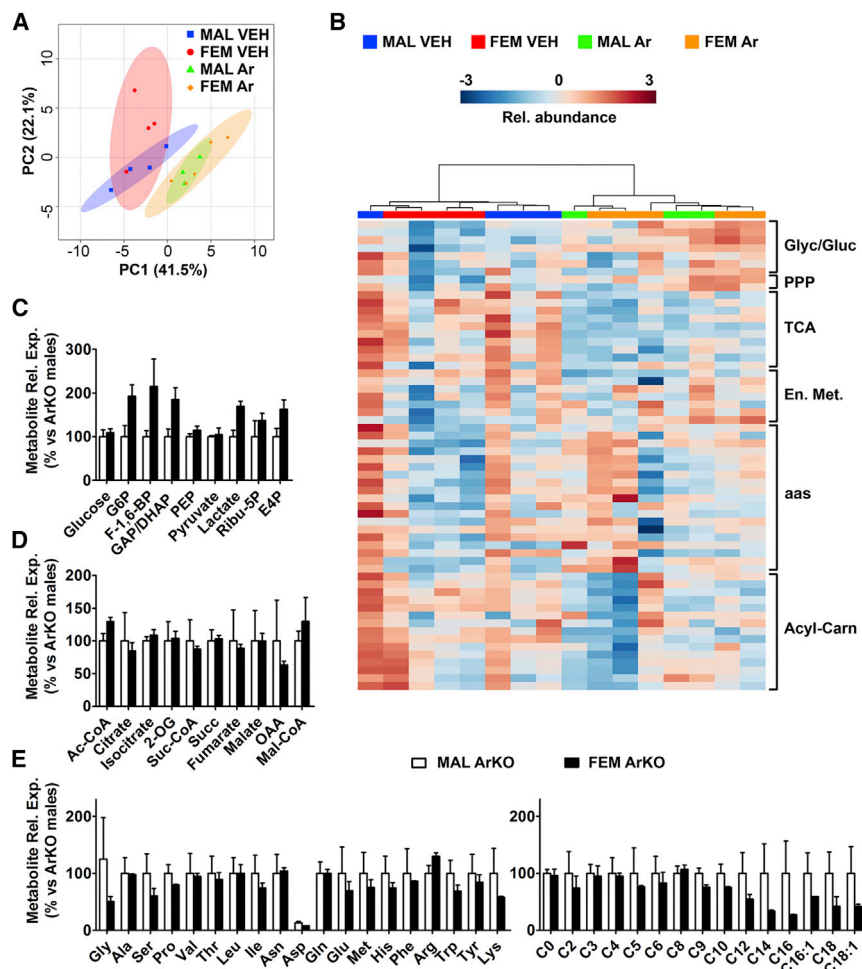 A
MAL VEH
FEM VEH
MAL Ar
FEM Ar
PC2 (22.1%)
10
5
0
-5
-10 -5 0 5 10
PC1 (41.5%)
B
MAL VEH FEM VEH MAL Ar FEM Ar
-3 0 3
Rel. abundance
Glyc/Gluc
PPP
TCA
En. Met.
aas
Acyl-Carn
C
Metabolite Rel. Exp.
(% vs ArKO males)
300
200
100
0
Glucose G6P F-1,6-BP GAP/DHAP PEP Pyruvate Lactate Ribu-5P E4P
D
Metabolite Rel. Exp.
(% vs ArKO males)
200
150
100
50
0
Ac-CoA Citrate Isocitrate 2-OG Suc-CoA Succ Fumarate Malate OAA Mal-CoA
E
MAL ArKO FEM ArKO
Metabolite Rel. Exp.
(% vs ArKO males)
200
100
0
Gly Ala Ser Pro Val Thr Leu Ile Asn Asp Gln Glu Met His Phe Arg Trp Tyr Lys
200
100
0
C0 C2 C3 C4 C5 C6 C8 C9 C10 C12 C14 C16 C16:1 C18 C18:1